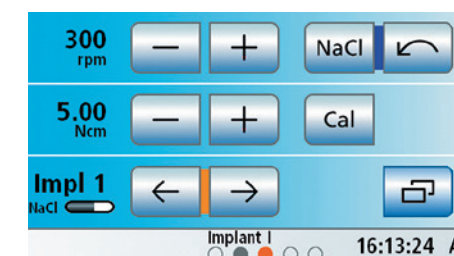 300
rpm
− + NaCl
5.00
Ncm
− + Cal
Impl 1
NaCl
← →
Implant I
16:13:24